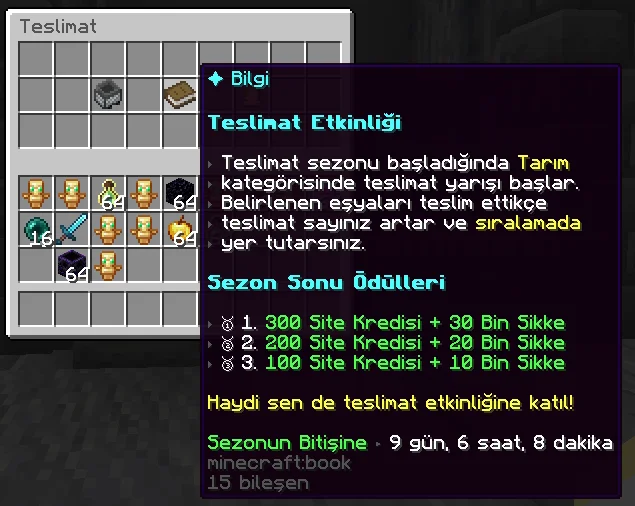 Teslimat
✦ Bilgi
Teslimat Etkinliği
Teslimat sezonu başladığında Tarım
kategörisinde teslimat yarışı başlar.
Belirlenen eşyaları teslim ettikçe
teslimat sayınız artar ve sıralamada
yer tutarsınız.
Sezon Sonu Ödülleri
🥇 1. 300 Site Kredisi + 30 Bin Sikke
🥈 2. 200 Site Kredisi + 20 Bin Sikke
🥉 3. 100 Site Kredisi + 10 Bin Sikke
Haydi sen de teslimat etkinliğine katıl!
Sezonun Bitişine ▸ 9 gün, 6 saat, 8 dakika
minecraft:book
15 bileşen
64 64
16 64
64